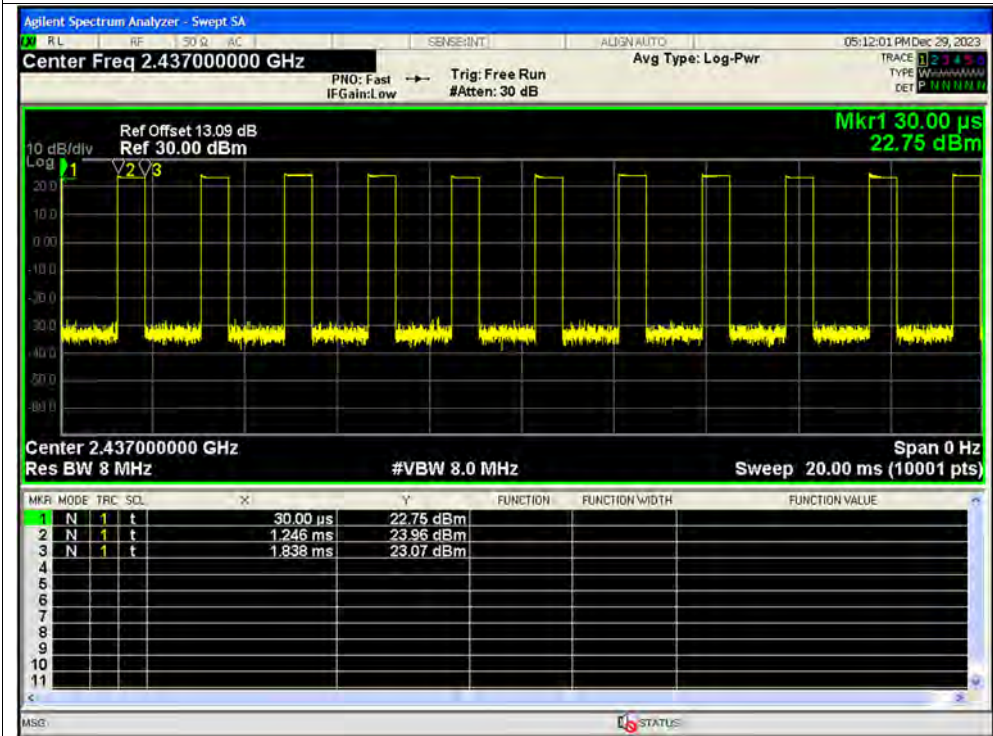 Agilent Spectrum Analyzer - Swept SA
RL RF 50 Ω AC SENSE:INT ALIGN AUTO 05:12:01 PM Dec 29, 2023
Center Freq 2.437000000 GHz Avg Type: Log-Pwr TRACE 1 2 3 4 5 6
PNO: Fast Trig: Free Run TYPE
IFGain:Low #Atten: 30 dB DET P N N N N N
Mkr1 30.00 µs
22.75 dBm
Ref Offset 13.09 dB
10 dB/div Ref 30.00 dBm
Log
1 2 3
20.0
10.0
0.00
-10.0
-20.0
-30.0
-40.0
-50.0
-60.0
Center 2.437000000 GHz Span 0 Hz
Res BW 8 MHz #VBW 8.0 MHz Sweep 20.00 ms (10001 pts)
MKR MODE TRC SCL X Y FUNCTION FUNCTION WIDTH FUNCTION VALUE
1 N 1 t 30.00 µs 22.75 dBm
2 N 1 t 1.246 ms 23.96 dBm
3 N 1 t 1.838 ms 23.07 dBm
4
5
6
7
8
9
10
11
MSG STATUS